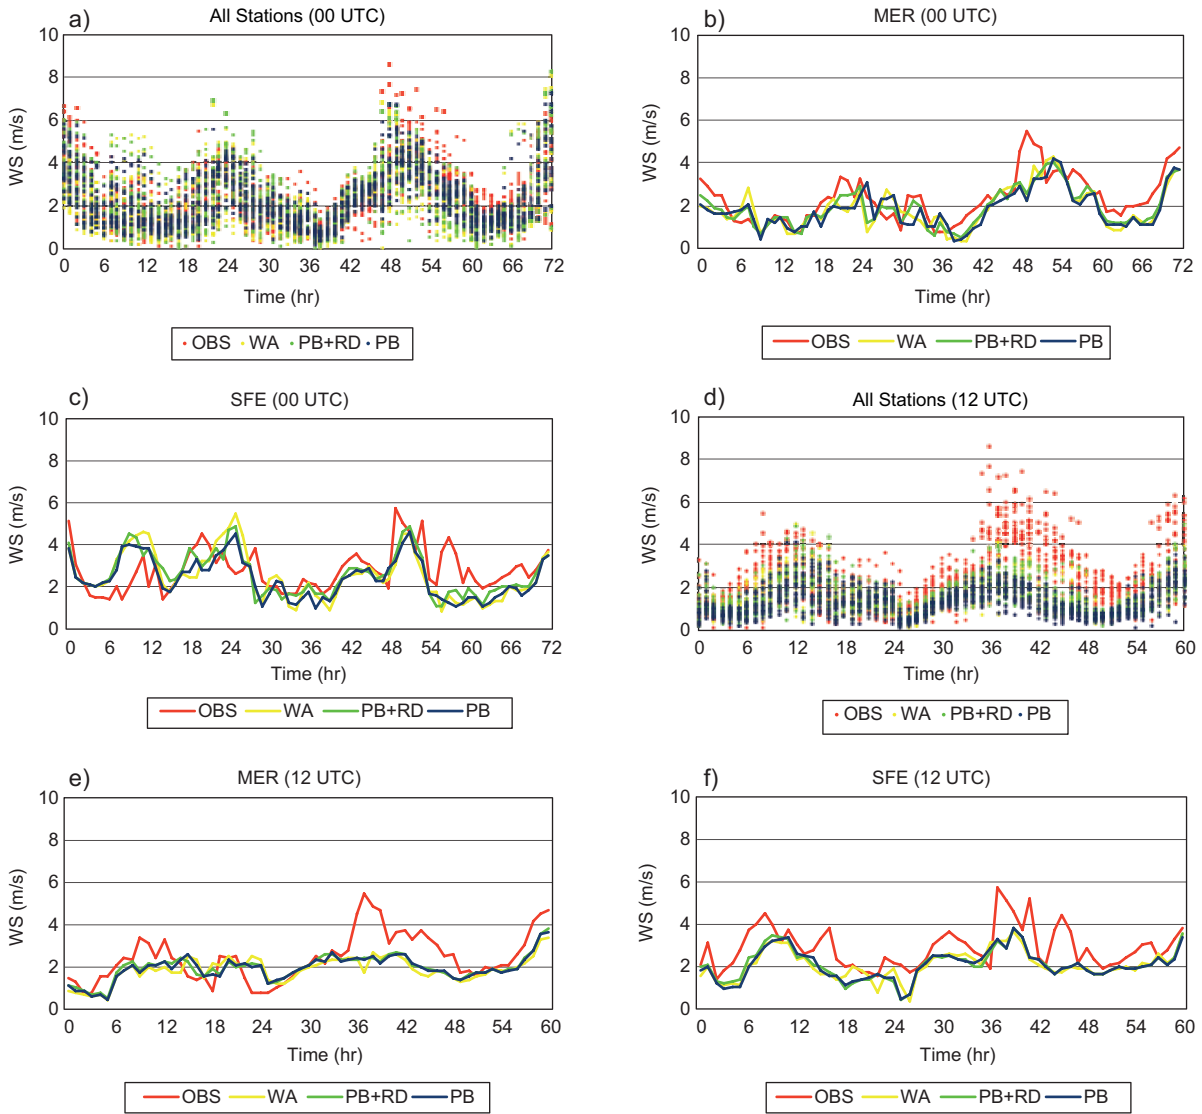 a) All Stations (00 UTC)
10
8
6
4
2
0
WS (m/s)
0 6 12 18 24 30 36 42 48 54 60 66 72
Time (hr)
OBS WA PB+RD PB
b) MER (00 UTC)
10
8
6
4
2
0
WS (m/s)
0 6 12 18 24 30 36 42 48 54 60 66 72
Time (hr)
OBS WA PB+RD PB
c) SFE (00 UTC)
10
8
6
4
2
0
WS (m/s)
0 6 12 18 24 30 36 42 48 54 60 66 72
Time (hr)
OBS WA PB+RD PB
d) All Stations (12 UTC)
10
8
6
4
2
0
WS (m/s)
0 6 12 18 24 30 36 42 48 54 60
Time (hr)
OBS WA PB+RD PB
e) MER (12 UTC)
10
8
6
4
2
0
WS (m/s)
0 6 12 18 24 30 36 42 48 54 60
Time (hr)
OBS WA PB+RD PB
f) SFE (12 UTC)
10
8
6
4
2
0
WS (m/s)
0 6 12 18 24 30 36 42 48 54 60
Time (hr)
OBS WA PB+RD PB